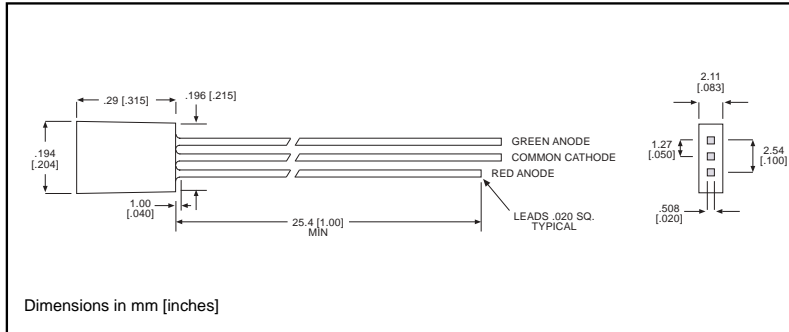 .29 [.315]
.196 [.215]
.194
[.204]
1.00
[.040]
25.4 [1.00]
MIN
GREEN ANODE
COMMON CATHODE
RED ANODE
LEADS .020 SQ.
TYPICAL
2.11
[.083]
1.27
[.050]
2.54
[.100]
.508
[.020]
Dimensions in mm [inches]